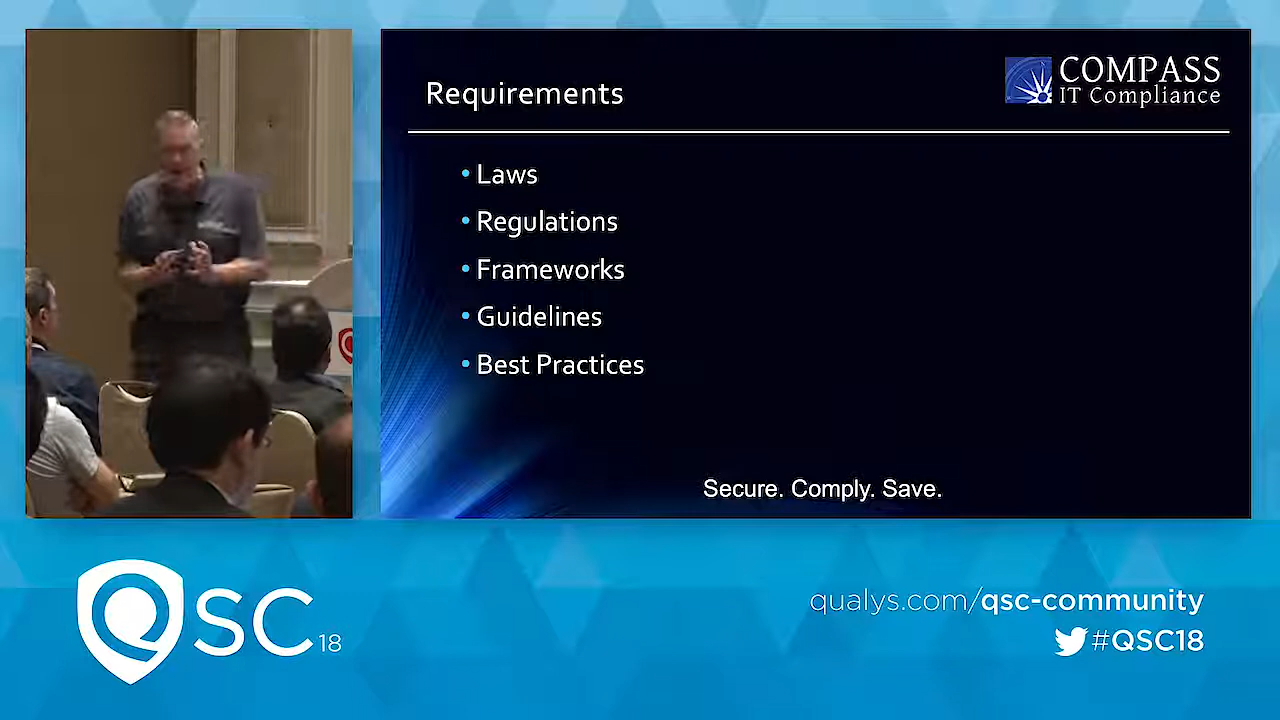 Requirements
COMPASS
IT Compliance
• Laws
• Regulations
• Frameworks
• Guidelines
• Best Practices
Secure. Comply. Save.
QSC18
qualys.com/qsc-community
#QSC18